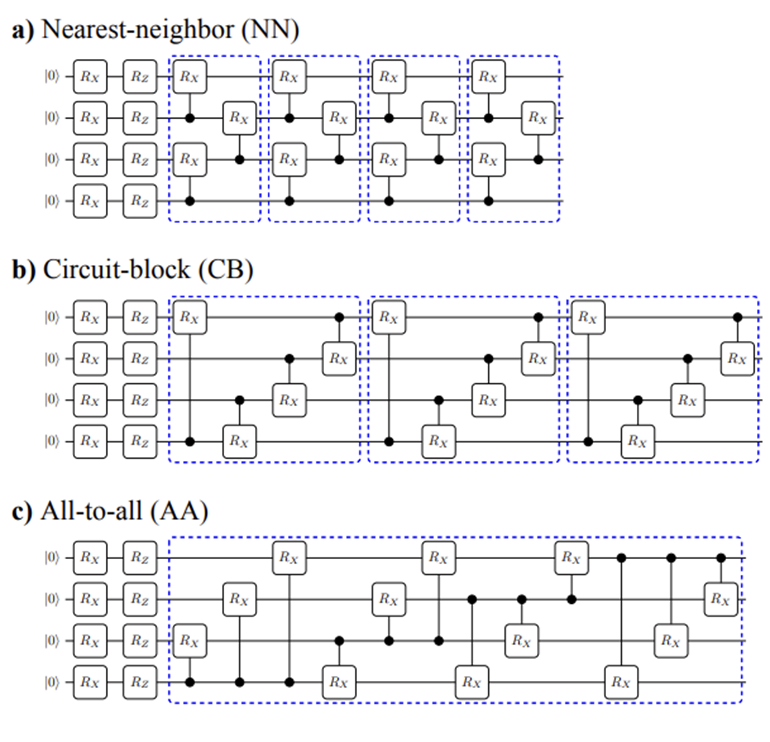 a) Nearest-neighbor (NN)
|0⟩ R_X R_Z R_X R_X R_X R_X
|0⟩ R_X R_Z R_X R_X R_X R_X
|0⟩ R_X R_Z R_X R_X R_X R_X
|0⟩ R_X R_Z
b) Circuit-block (CB)
|0⟩ R_X R_Z R_X R_X R_X
|0⟩ R_X R_Z R_X R_X R_X
|0⟩ R_X R_Z R_X R_X R_X
|0⟩ R_X R_Z R_X R_X R_X
c) All-to-all (AA)
|0⟩ R_X R_Z R_X R_X R_X
|0⟩ R_X R_Z R_X R_X R_X
|0⟩ R_X R_Z R_X R_X R_X
|0⟩ R_X R_Z R_X R_X R_X